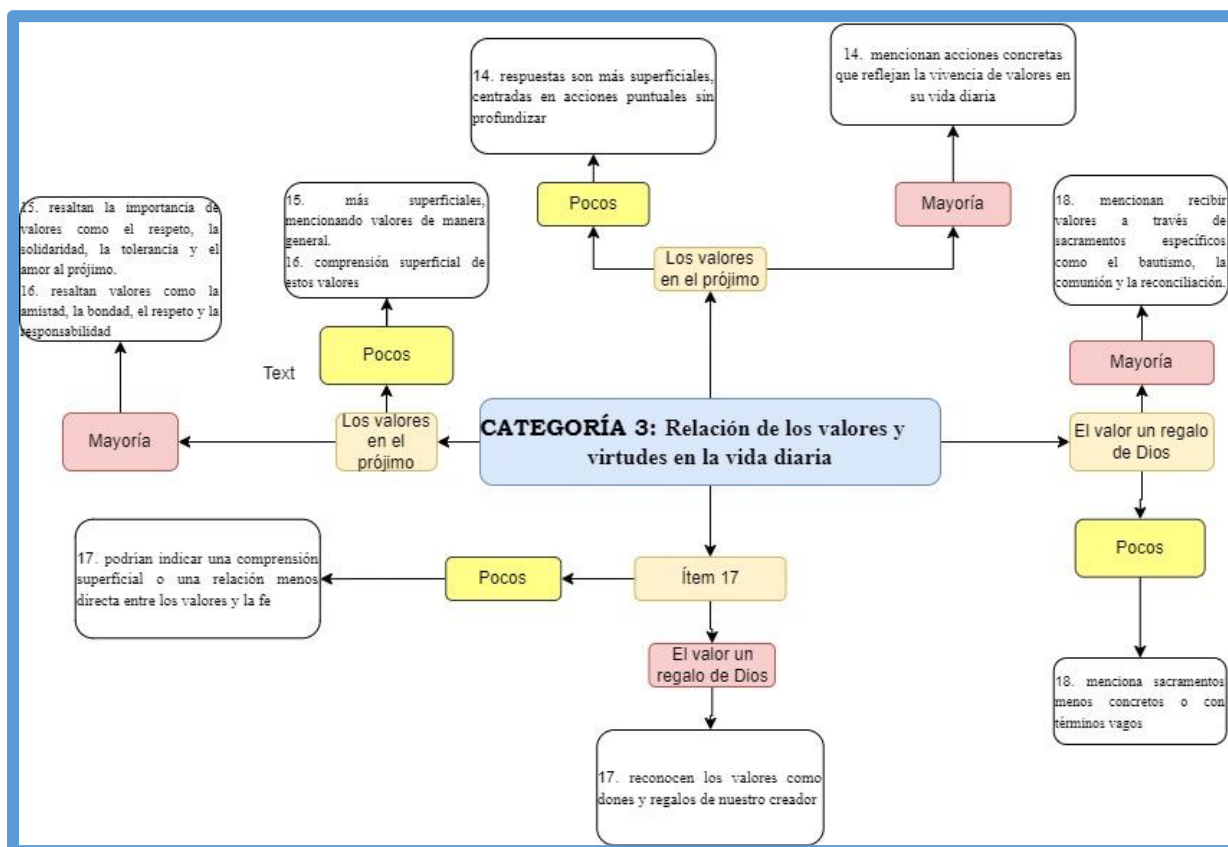 14. respuestas son más superficiales,
centradas en acciones puntuales sin
profundizar
14. mencionan acciones concretas
que reflejan la vivencia de valores en
su vida diaria
Pocos
Mayoría
15. resaltan la importancia de
valores como el respeto, la
solidaridad, la tolerancia y el
amor al prójimo.
16. resaltan valores como la
amistad, la bondad, el respeto y la
responsabilidad
15. más superficiales,
mencionando valores de manera
general.
16. comprensión superficial de
estos valores
Los valores
en el prójimo
18. mencionan recibir
valores a través de
sacramentos específicos
como el bautismo, la
comunión y la reconciliación.
Text
Pocos
Mayoría
Mayoría
Los valores
en el prójimo
CATEGORÍA 3: Relación de los valores y
virtudes en la vida diaria
El valor un regalo
de Dios
17. podrían indicar una comprensión
superficial o una relación menos
directa entre los valores y la fe
Pocos
Ítem 17
Pocos
El valor un
regalo de Dios
18. menciona sacramentos
menos concretos o con
términos vagos
17. reconocen los valores como
dones y regalos de nuestro creador